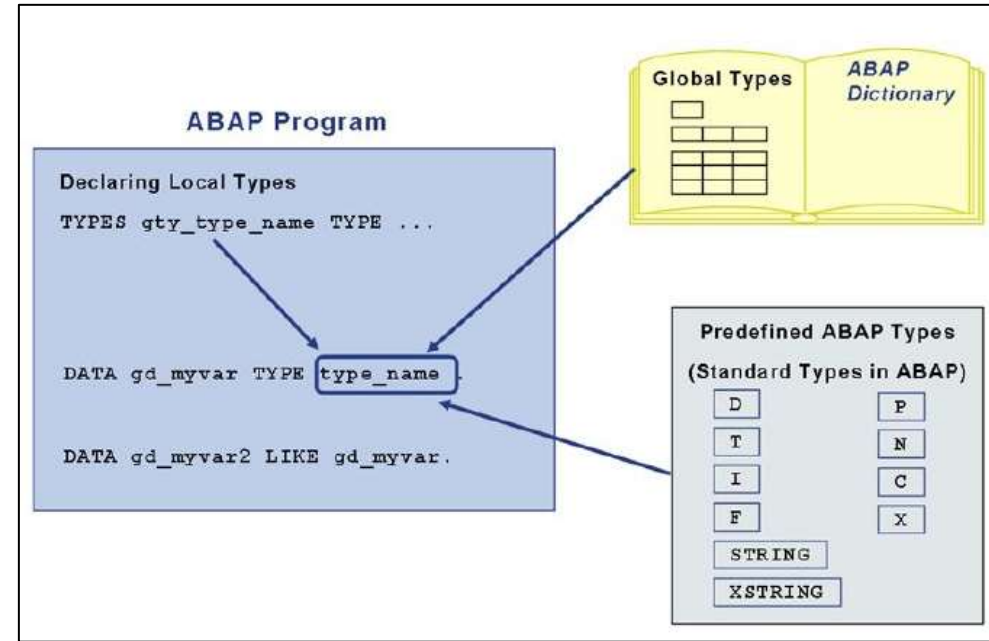 ABAP Program
Declaring Local Types
TYPES gty_type_name TYPE ...
DATA gd_myvar TYPE type_name .
DATA gd_myvar2 LIKE gd_myvar.
Global Types
ABAP
Dictionary
Predefined ABAP Types
(Standard Types in ABAP)
D P
T N
I C
F X
STRING
XSTRING